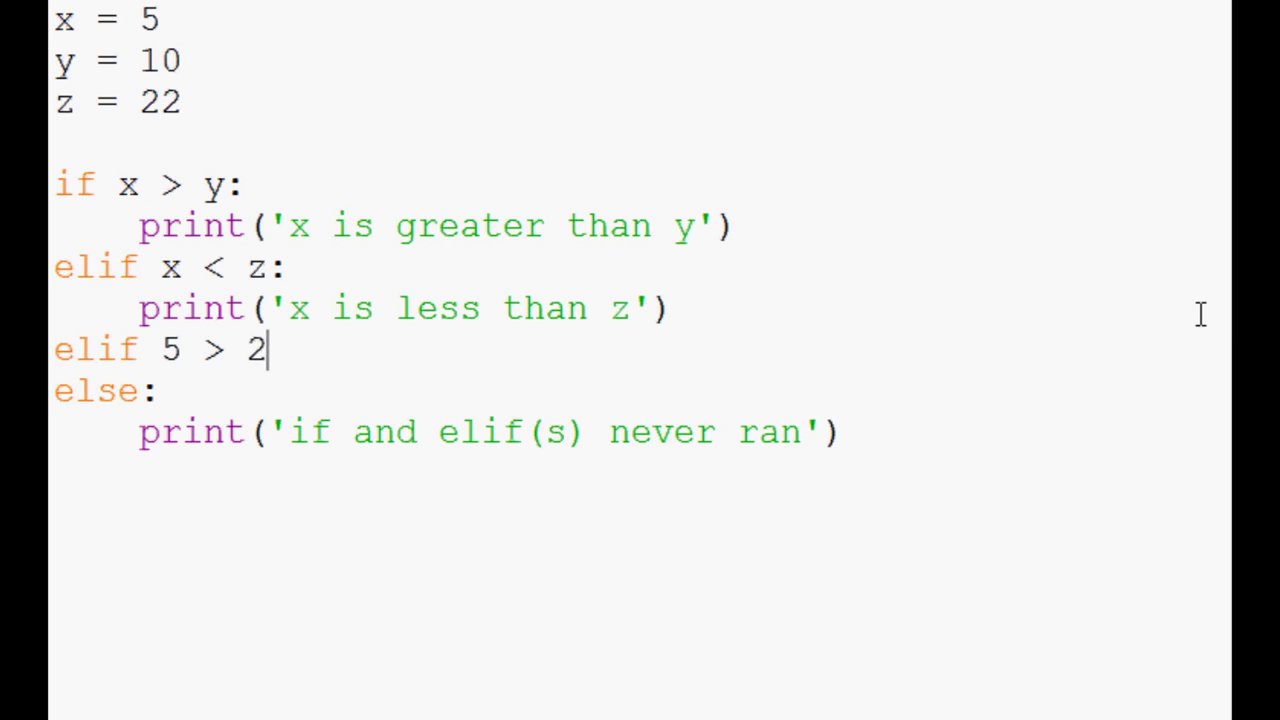 x = 5
y = 10
z = 22
if x > y:
    print('x is greater than y')
elif x < z:
    print('x is less than z')
elif 5 > 2
else:
    print('if and elif(s) never ran')